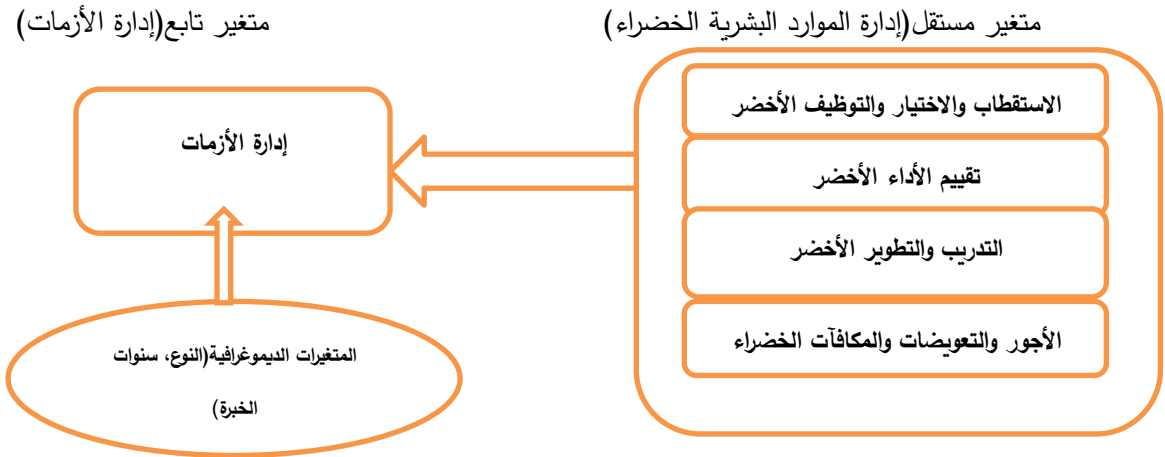 متغير مستقل(إدارة الموارد البشرية الخضراء)
متغير تابع(إدارة الأزمات)
الاستقطاب والاختيار والتوظيف الأخضر
تقييم الأداء الأخضر
التدريب والتطوير الأخضر
الأجور والتعويضات والمكافآت الخضراء
إدارة الأزمات
المتغيرات الديموغرافية(النوع، سنوات
الخبرة)